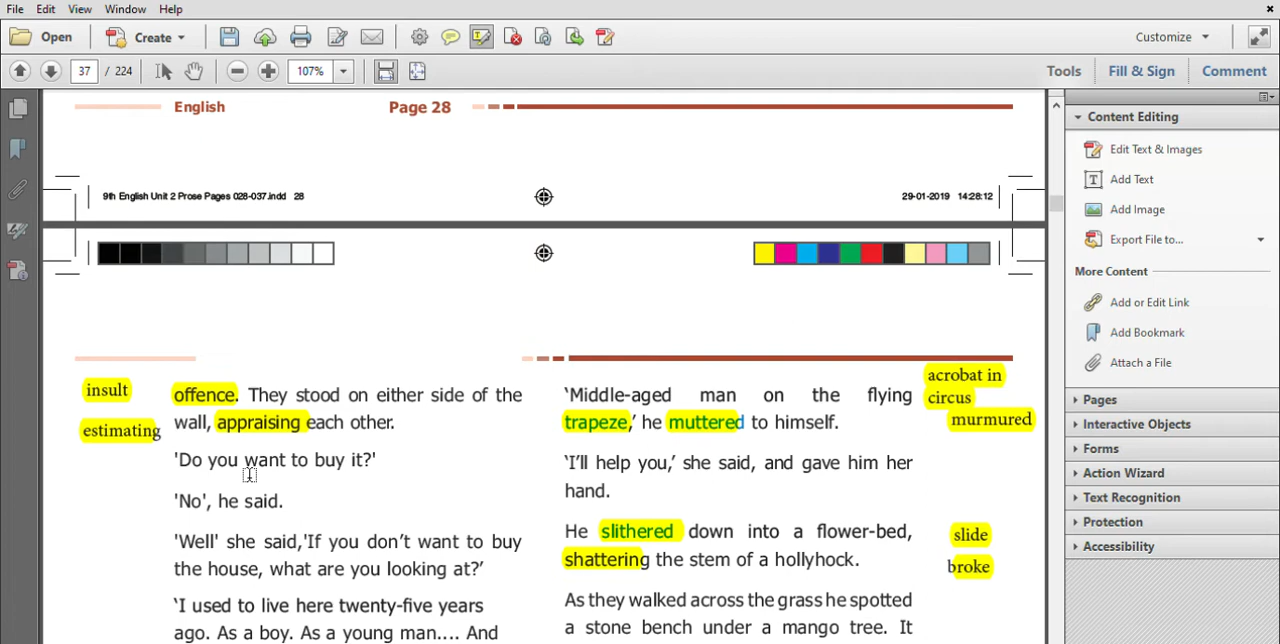 File Edit View Window Help
Open Create Customize
37 / 224 107% Tools Fill & Sign Comment
English Page 28
9th English Unit 2 Prose Pages 028-037.indd 28 29-01-2019 14:28:12
insult
estimating
offence. They stood on either side of the
wall, appraising each other.
'Do you want to buy it?'
'No', he said.
'Well' she said,'If you don’t want to buy
the house, what are you looking at?’
‘I used to live here twenty-five years
ago. As a boy. As a young man.... And
‘Middle-aged man on the flying
trapeze,’ he muttered to himself.
‘I’ll help you,’ she said, and gave him her
hand.
He slithered down into a flower-bed,
shattering the stem of a hollyhock.
As they walked across the grass he spotted
a stone bench under a mango tree. It
acrobat in
circus
murmured
slide
broke
Content Editing
Edit Text & Images
Add Text
Add Image
Export File to...
More Content
Add or Edit Link
Add Bookmark
Attach a File
Pages
Interactive Objects
Forms
Action Wizard
Text Recognition
Protection
Accessibility